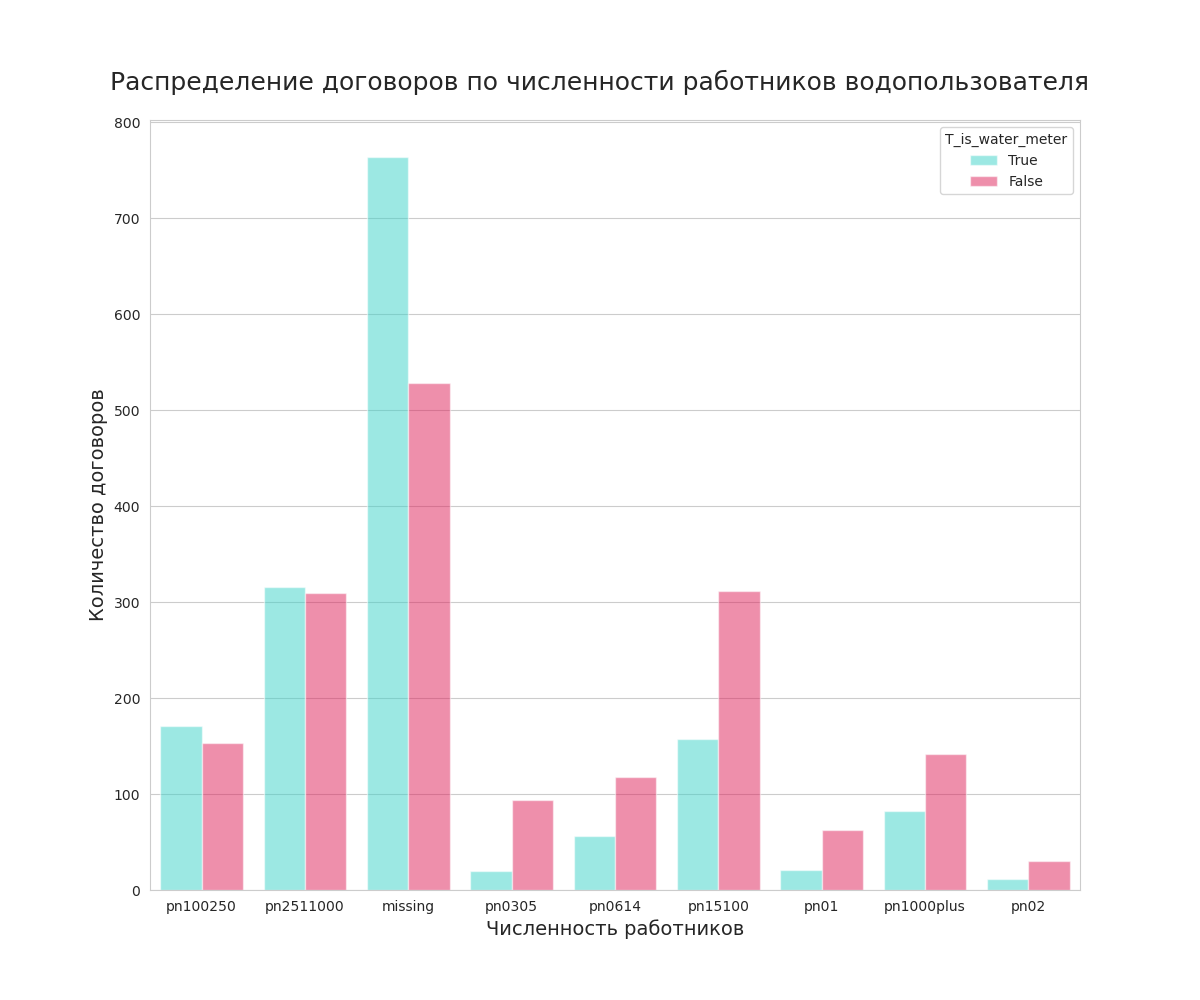 Распределение договоров по численности работников водопользователя
T_is_water_meter
True
False
Количество договоров
800
700
600
500
400
300
200
100
0
pn100250 pn2511000 missing pn0305 pn0614 pn15100 pn01 pn1000plus pn02
Численность работников